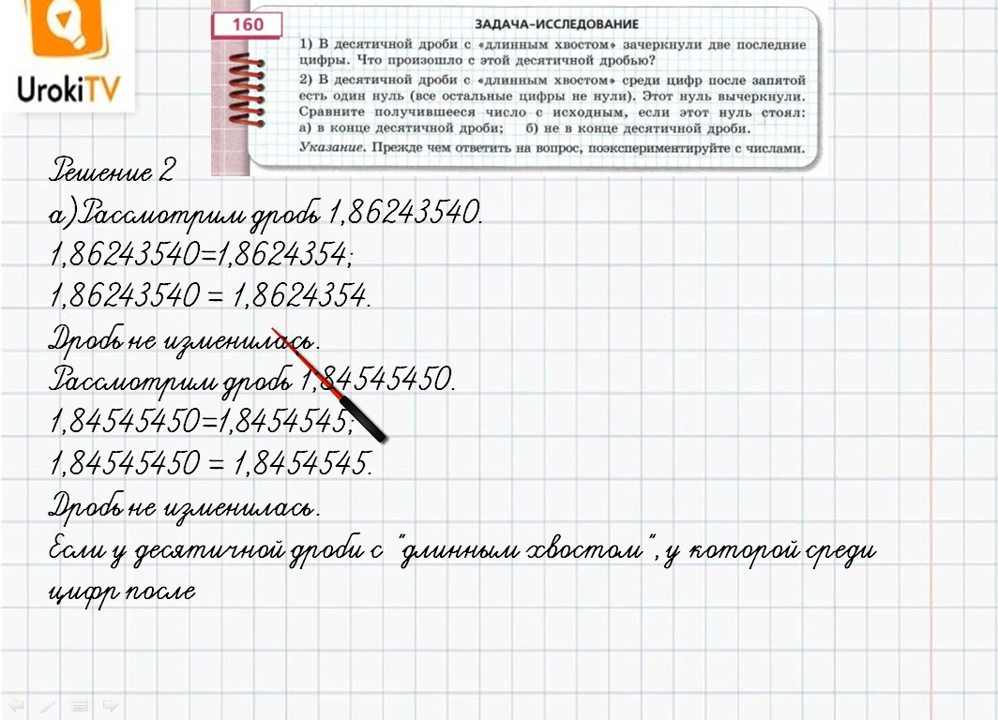 UrokiTV
160
ЗАДАЧА-ИССЛЕДОВАНИЕ
1) В десятичной дроби с «длинным хвостом» зачеркнули две последние
цифры. Что произошло с этой десятичной дробью?
2) В десятичной дроби с «длинным хвостом» среди цифр после запятой
есть один нуль (все остальные цифры не нули). Этот нуль вычеркнули.
Сравните получившееся число с исходным, если этот нуль стоял:
а) в конце десятичной дроби; б) не в конце десятичной дроби.
Указание. Прежде чем ответить на вопрос, поэкспериментируйте с числами.
Решение 2
а)Рассмотрим дробь 1,86243540.
1,86243540=1,8624354;
1,86243540 = 1,8624354.
Дробь не изменилась.
Рассмотрим дробь 1,84545450.
1,84545450=1,8454545;
1,84545450 = 1,8454545.
Дробь не изменилась.
Если у десятичной дроби с "длинным хвостом", у которой среди
цифр после